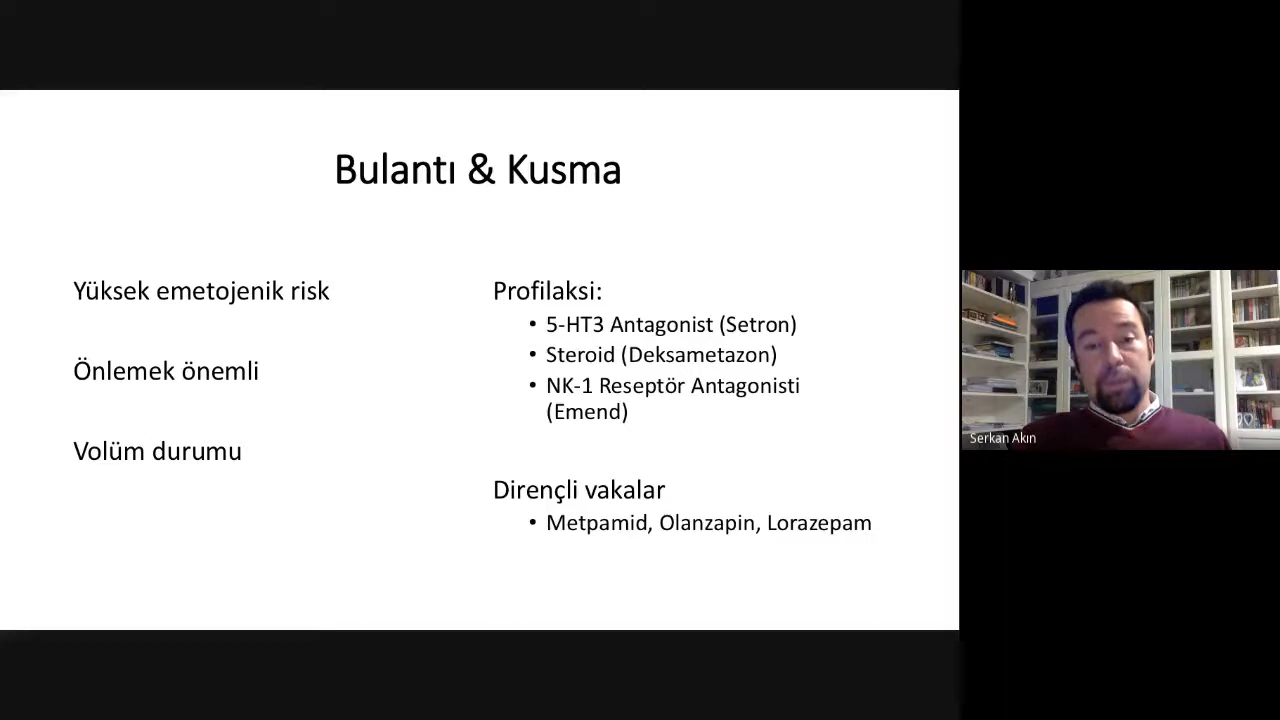 Bulantı & Kusma
Yüksek emetojenik risk
Önlemek önemli
Volüm durumu
Profilaksi:
• 5-HT3 Antagonist (Setron)
• Steroid (Deksametazon)
• NK-1 Reseptör Antagonisti
(Emend)
Dirençli vakalar
• Metpamid, Olanzapin, Lorazepam
Serkan Akın